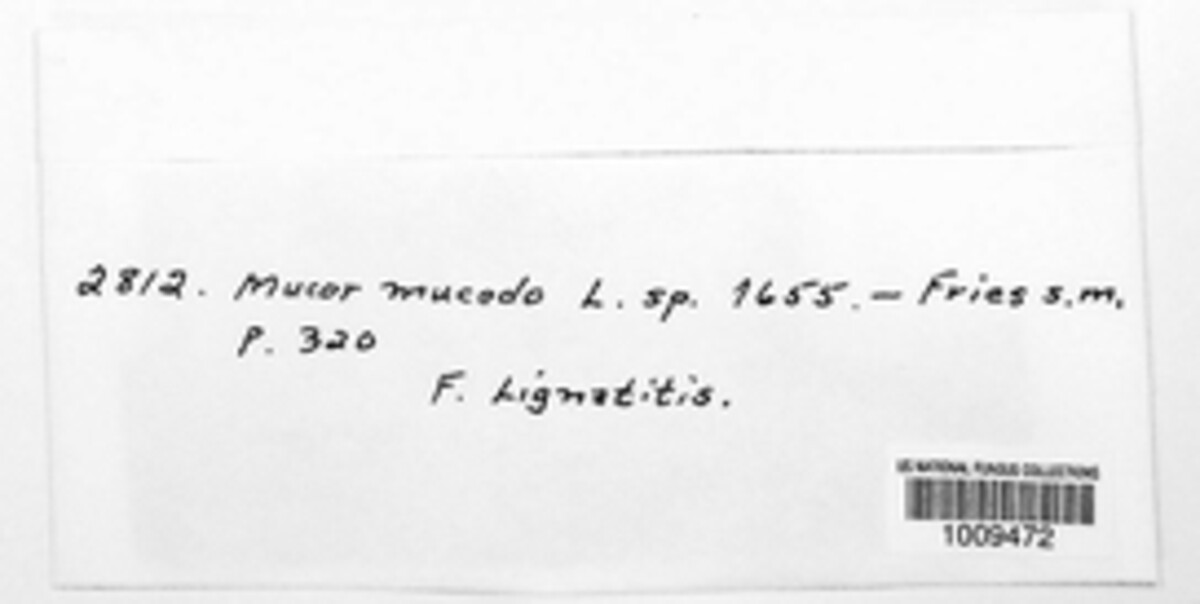 2812. Mucor mucedo L. sp. 1655. — Fries s.m.
P. 320
F. Lignatitis.
US NATIONAL FUNGUS COLLECTIONS
1009472